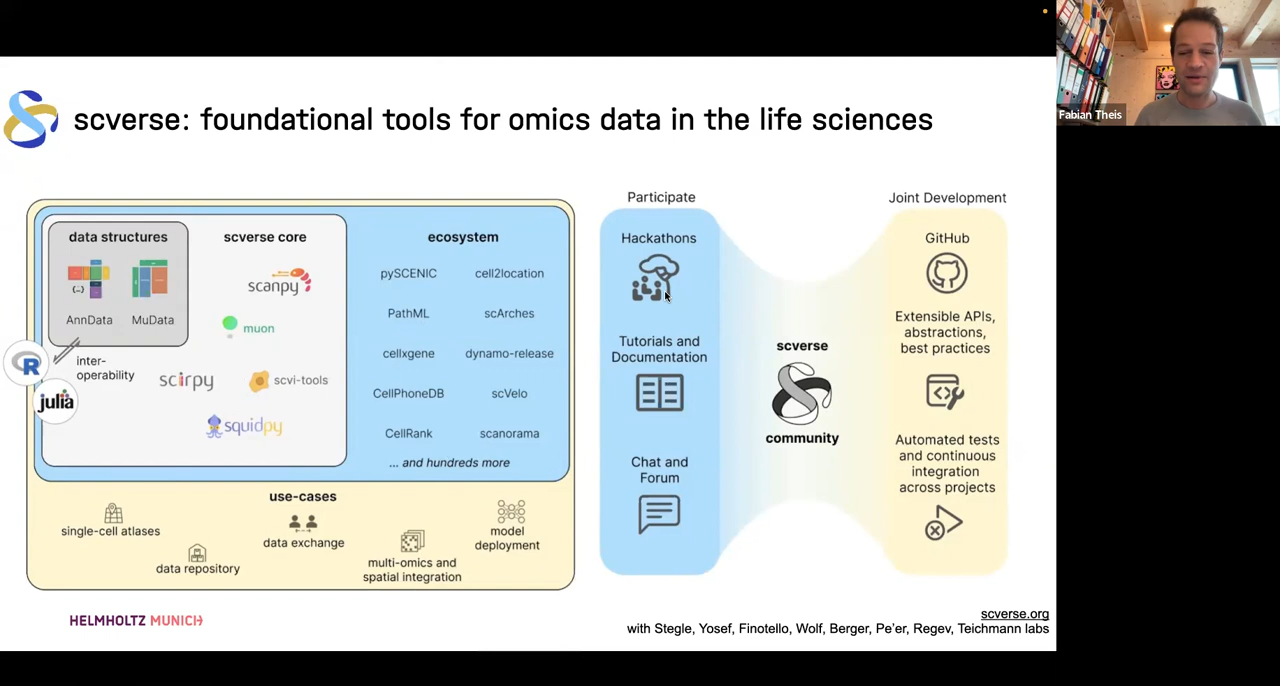 Fabian Theis
scverse: foundational tools for omics data in the life sciences
data structures
AnnData
MuData
scverse core
scanpy
muon
inter-
operability
scirpy
scvi-tools
squidpy
R
julia
ecosystem
pySCENIC
cell2location
PathML
scArches
cellxgene
dynamo-release
CellPhoneDB
scVelo
CellRank
scanorama
... and hundreds more
use-cases
single-cell atlases
data repository
data exchange
multi-omics and
spatial integration
model
deployment
Participate
Hackathons
Tutorials and
Documentation
Chat and
Forum
scverse
community
Joint Development
GitHub
Extensible APIs,
abstractions,
best practices
Automated tests
and continuous
integration
across projects
HELMHOLTZ MUNICH
scverse.org
with Stegle, Yosef, Finotello, Wolf, Berger, Pe'er, Regev, Teichmann labs